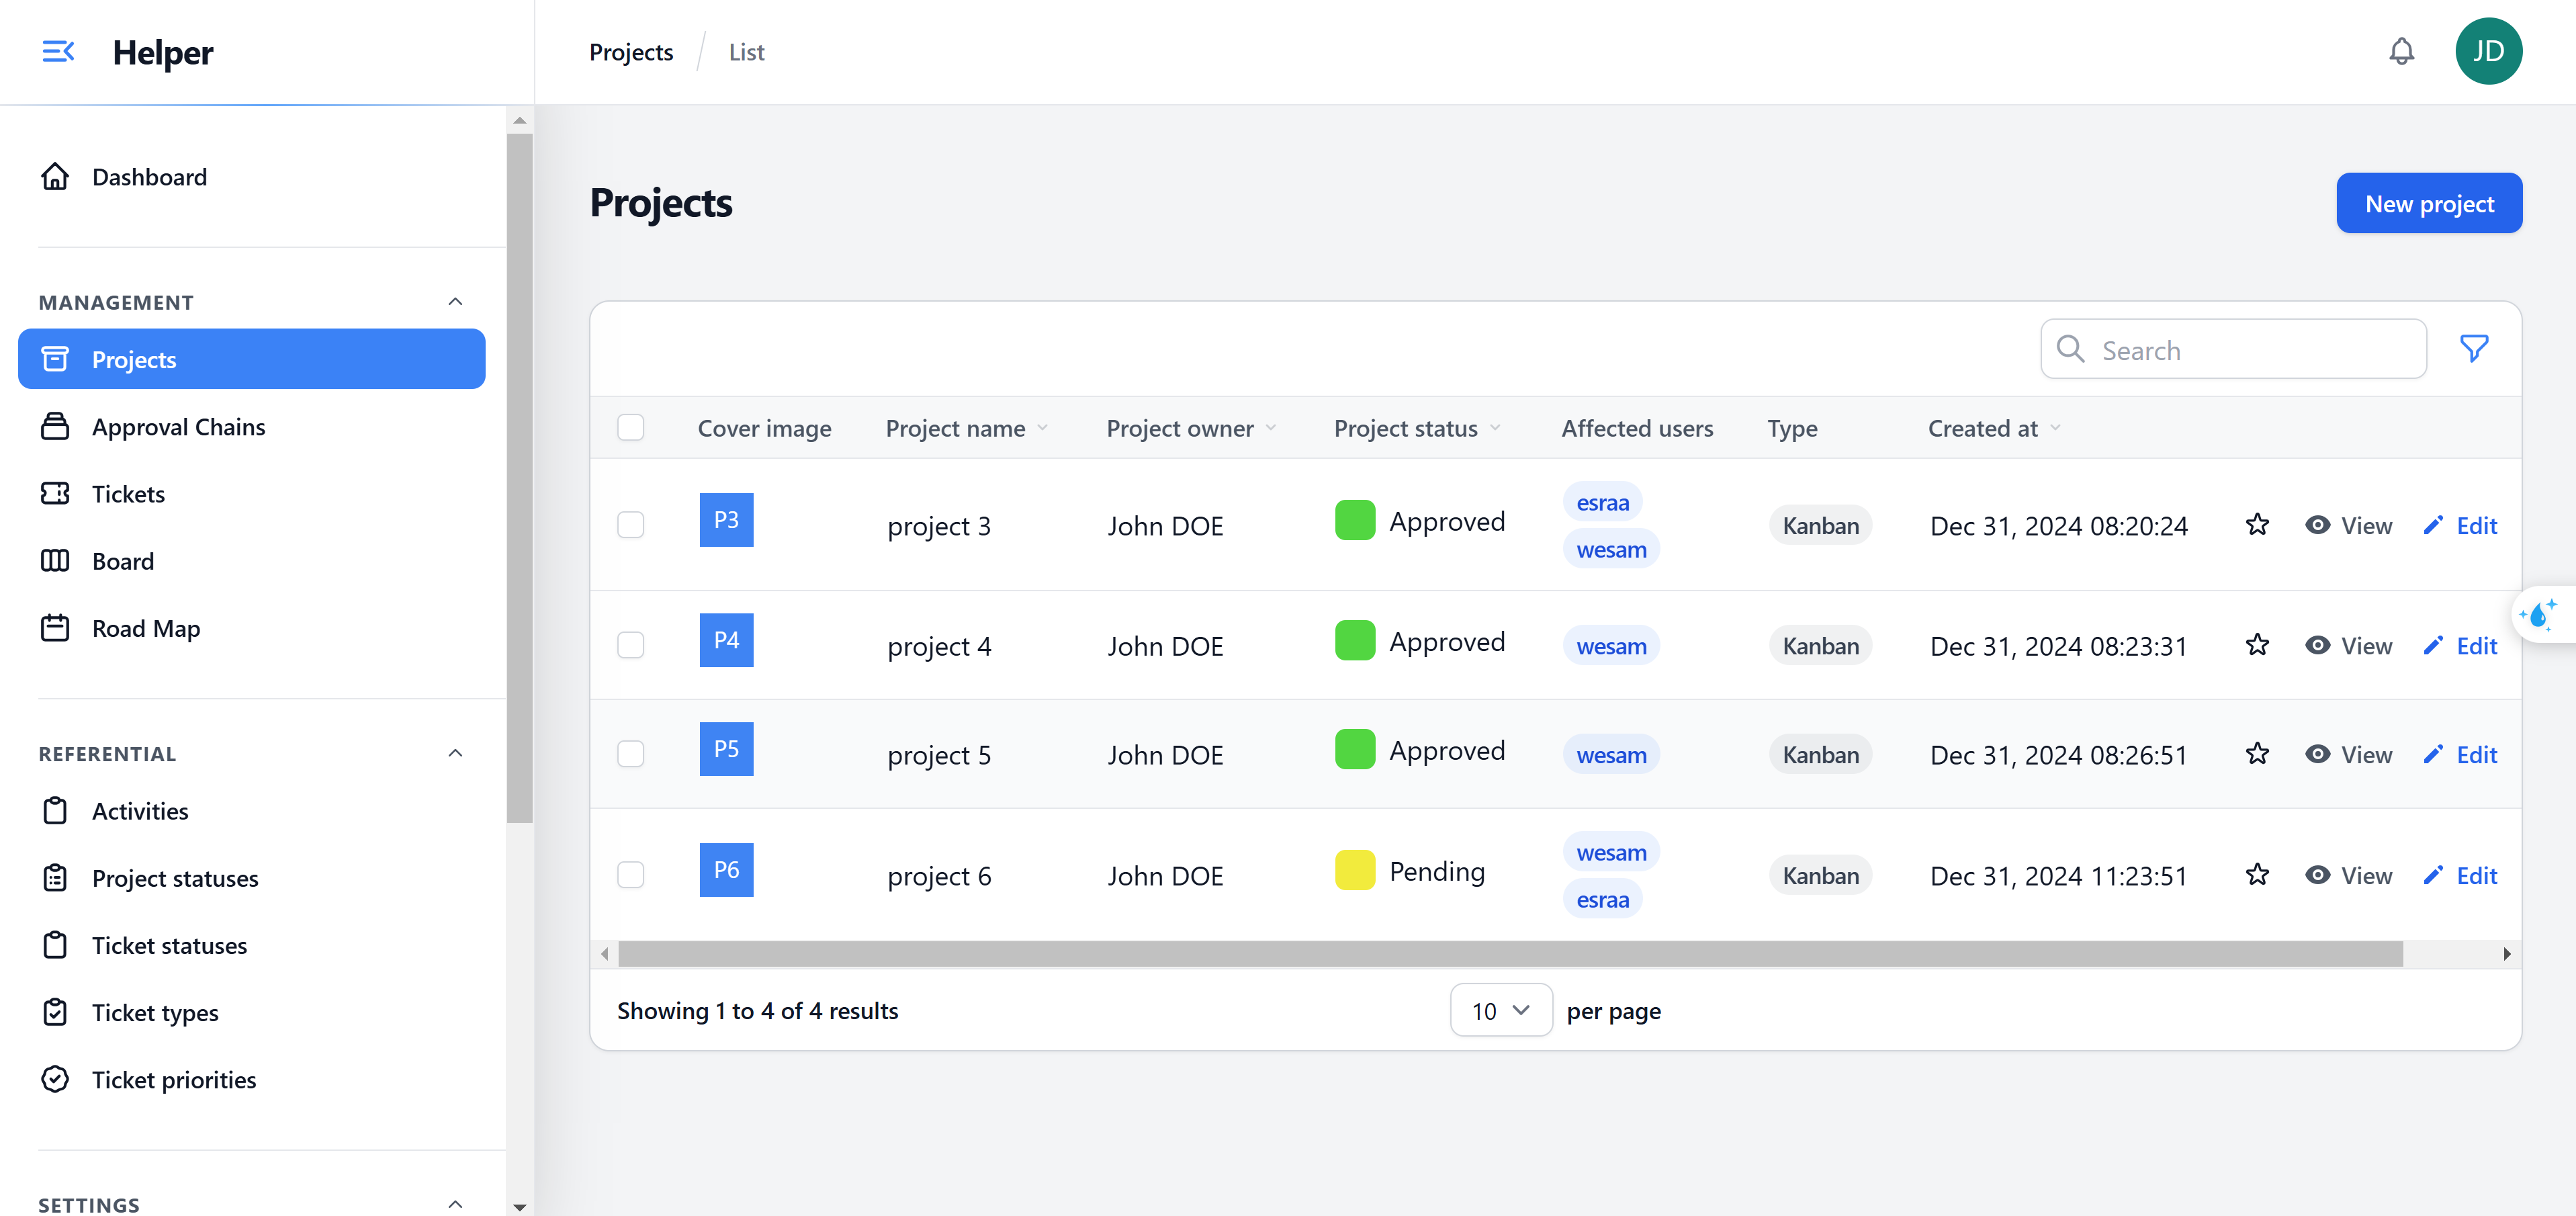 Helper
Projects / List
JD
Dashboard
MANAGEMENT
Projects
Approval Chains
Tickets
Board
Road Map
REFERENTIAL
Activities
Project statuses
Ticket statuses
Ticket types
Ticket priorities
SETTINGS
Projects
New project
Search
Cover image Project name Project owner Project status Affected users Type Created at
P3 project 3 John DOE Approved esraa wesam Kanban Dec 31, 2024 08:20:24 View Edit
P4 project 4 John DOE Approved wesam Kanban Dec 31, 2024 08:23:31 View Edit
P5 project 5 John DOE Approved wesam Kanban Dec 31, 2024 08:26:51 View Edit
P6 project 6 John DOE Pending wesam esraa Kanban Dec 31, 2024 11:23:51 View Edit
Showing 1 to 4 of 4 results 10 per page